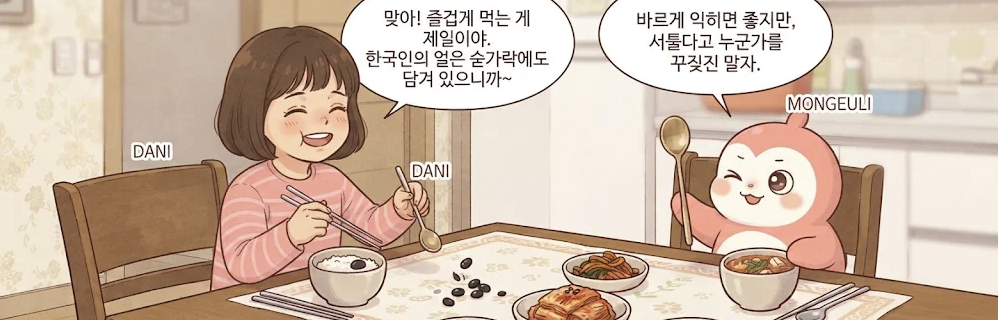 맞아! 즐겁게 먹는 게
제일이야.
한국인의 얼은 숟가락에도
담겨 있으니까~
바르게 익히면 좋지만,
서툴다고 누군가를
꾸짖진 말자.
MONGEULI
DANI
DANI